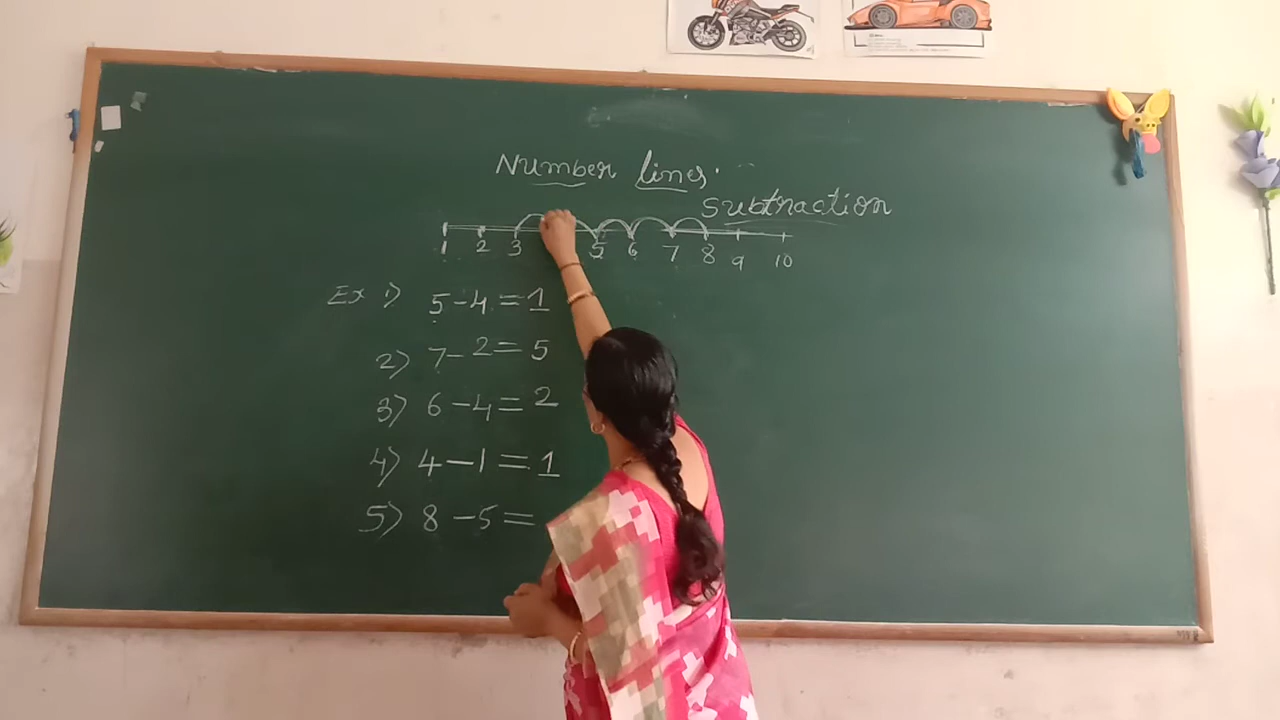 Number lines.
Subtraction
1 2 3 5 6 7 8 9 10
Ex 1) 5-4=1
2) 7-2=5
3) 6-4=2
4) 4-1=1
5) 8-5=